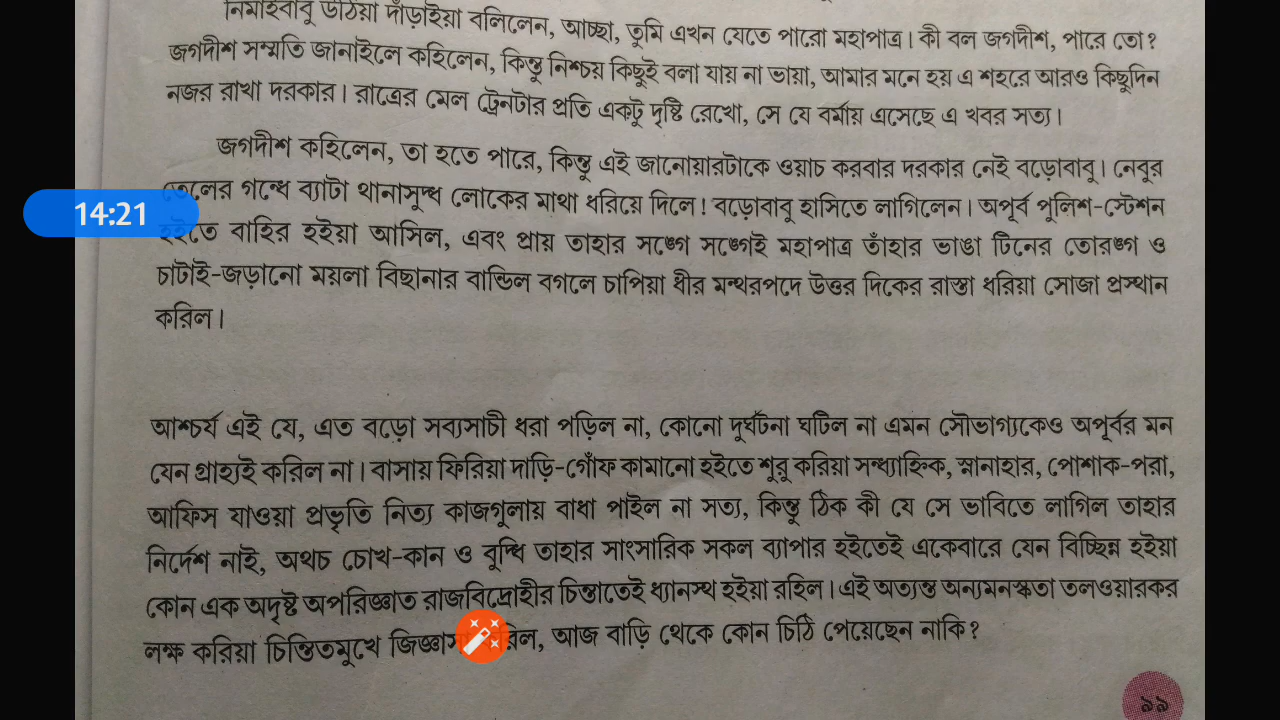 নিমাইবাবু উঠিয়া দাঁড়াইয়া বলিলেন, আচ্ছা, তুমি এখন যেতে পারো মহাপাত্র। কী বল জগদীশ, পারে তো?
জগদীশ সম্মতি জানাইলে কহিলেন, কিন্তু নিশ্চয় কিছুই বলা যায় না ভায়া, আমার মনে হয় এ শহরে আরও কিছুদিন
নজর রাখা দরকার। রাত্রের মেল ট্রেনটার প্রতি একটু দৃষ্টি রেখো, সে যে বর্মায় এসেছে এ খবর সত্য।
জগদীশ কহিলেন, তা হতে পারে, কিন্তু এই জানোয়ারটাকে ওয়াচ করবার দরকার নেই বড়োবাবু। নেবুর
তেলের গন্ধে ব্যাটা থানাসুদ্ধ লোকের মাথা ধরিয়ে দিলে! বড়োবাবু হাসিতে লাগিলেন। অপূর্ব পুলিশ-স্টেশন
14:21
হইতে বাহির হইয়া আসিল, এবং প্রায় তাহার সঙ্গে সঙ্গেই মহাপাত্র তাঁহার ভাঙা টিনের তোরঙ্গ ও
চাটাই-জড়ানো ময়লা বিছানার বান্ডিল বগলে চাপিয়া ধীর মন্থরপদে উত্তর দিকের রাস্তা ধরিয়া সোজা প্রস্থান
করিল।
আশ্চর্য এই যে, এত বড়ো সব্যসাচী ধরা পড়িল না, কোনো দুর্ঘটনা ঘটিল না এমন সৌভাগ্যকেও অপূর্বর মন
যেন গ্রাহ্যই করিল না। বাসায় ফিরিয়া দাড়ি-গোঁফ কামানো হইতে শুরু করিয়া সন্ধ্যাহ্নিক, স্নানাহার, পোশাক-পরা,
আফিস যাওয়া প্রভৃতি নিত্য কাজগুলায় বাধা পাইল না সত্য, কিন্তু ঠিক কী যে সে ভাবিতে লাগিল তাহার
নির্দেশ নাই, অথচ চোখ-কান ও বুদ্ধি তাহার সাংসারিক সকল ব্যাপার হইতেই একেবারে যেন বিচ্ছিন্ন হইয়া
কোন এক অদৃষ্ট অপরিজ্ঞাত রাজবিদ্রোহীর চিন্তাতেই ধ্যানস্থ হইয়া রহিল। এই অত্যন্ত অন্যমনস্কতা তলওয়ারকর
লক্ষ করিয়া চিন্তিতমুখে জিজ্ঞাসা করিল, আজ বাড়ি থেকে কোন চিঠি পেয়েছেন নাকি?
৯৯